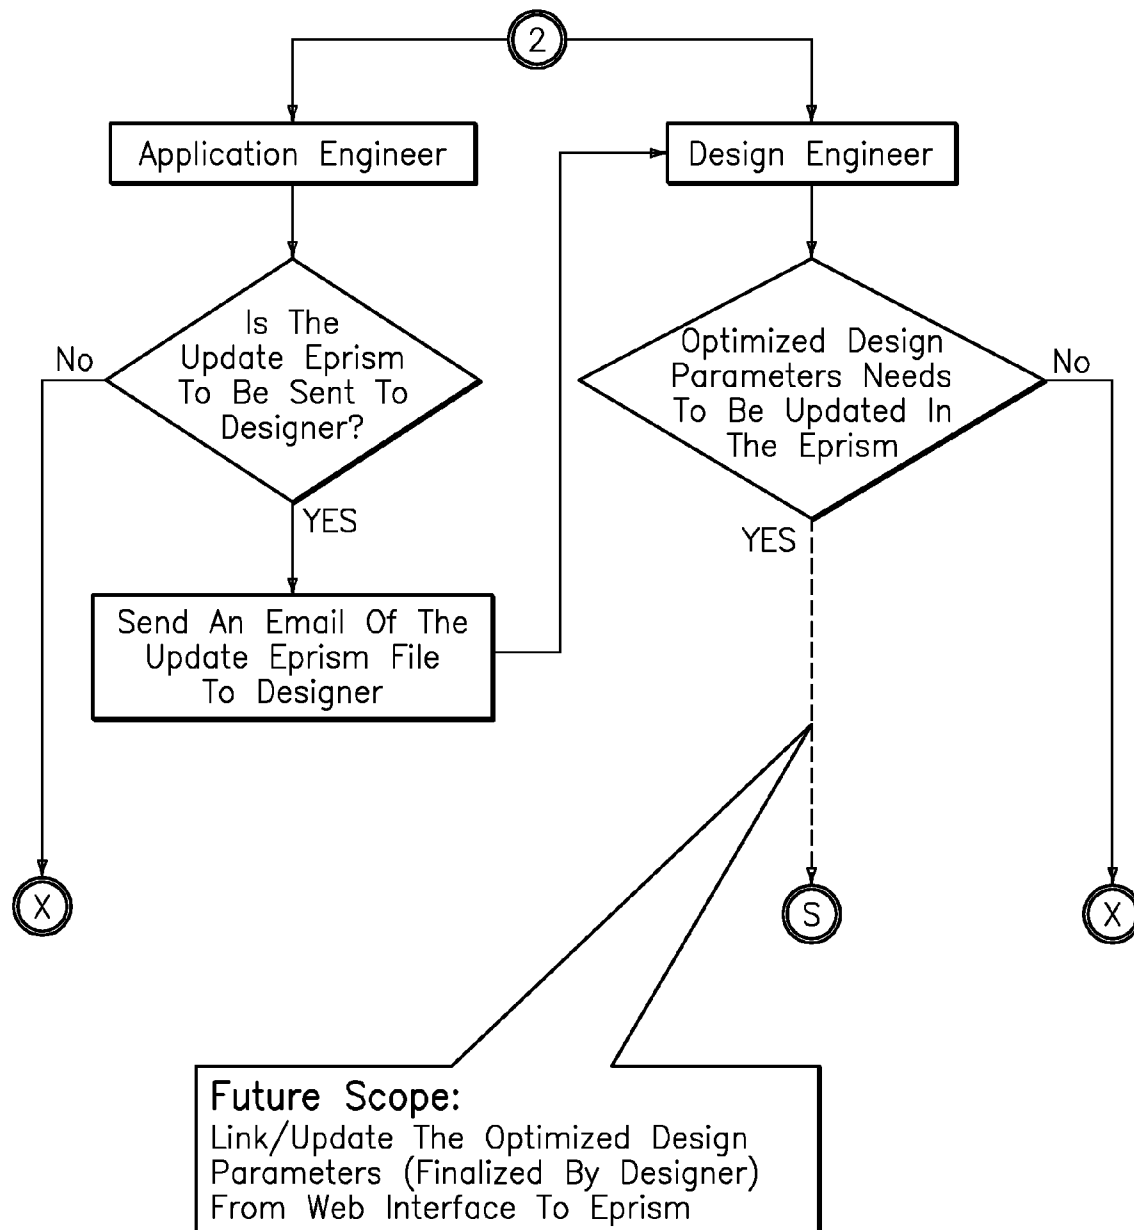 2
Application Engineer
Design Engineer
Is The
Update Eprism
To Be Sent To
Designer?
No
YES
Optimized Design
Parameters Needs
To Be Updated In
The Eprism
No
YES
Send An Email Of The
Update Eprism File
To Designer
X
S
X
Future Scope:
Link/Update The Optimized Design
Parameters (Finalized By Designer)
From Web Interface To Eprism